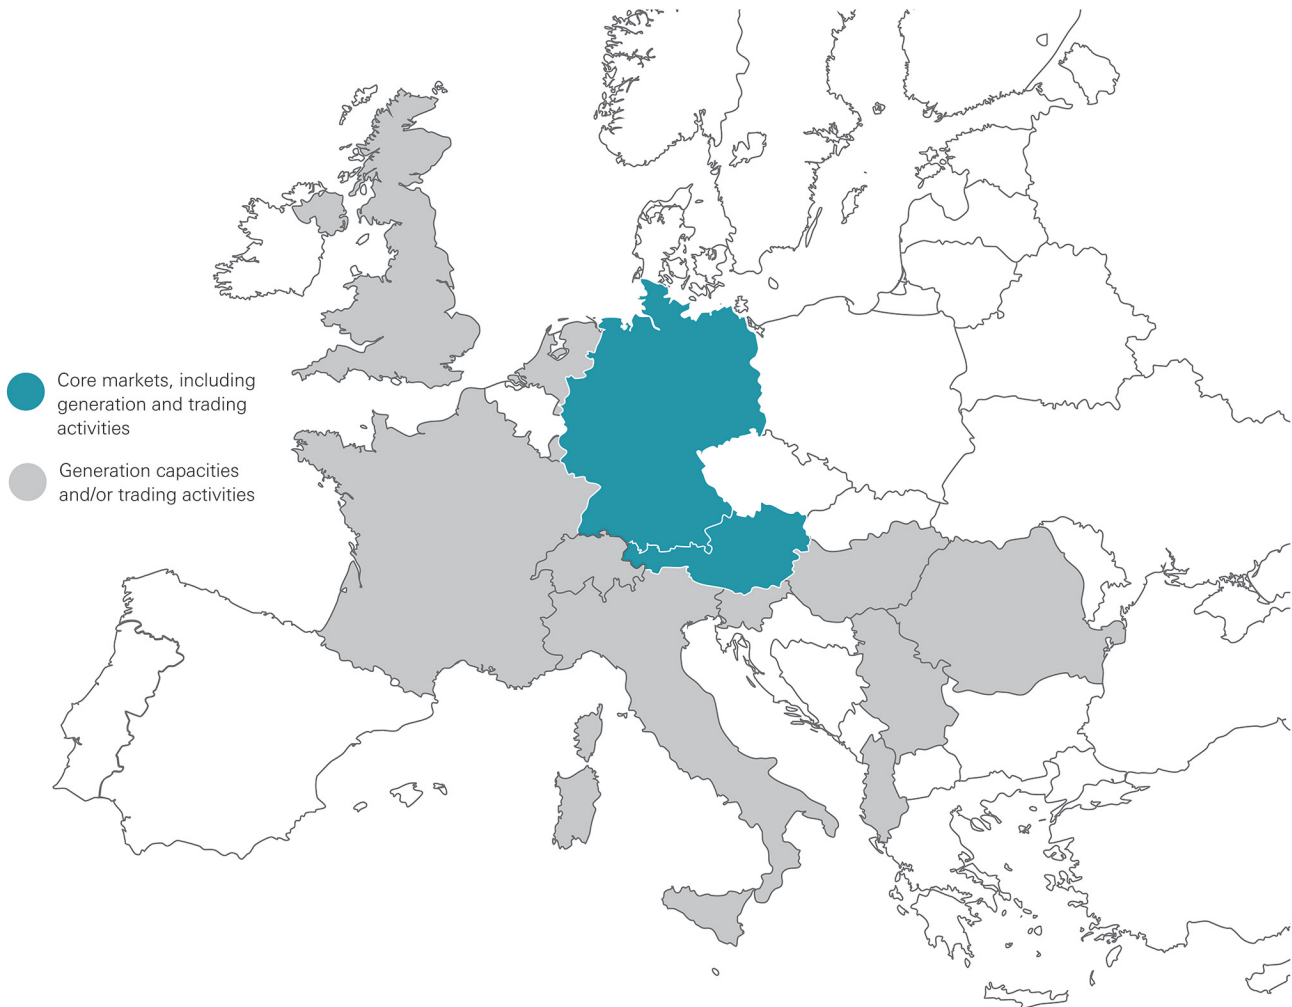 Core markets, including
generation and trading
activities
Generation capacities
and/or trading activities